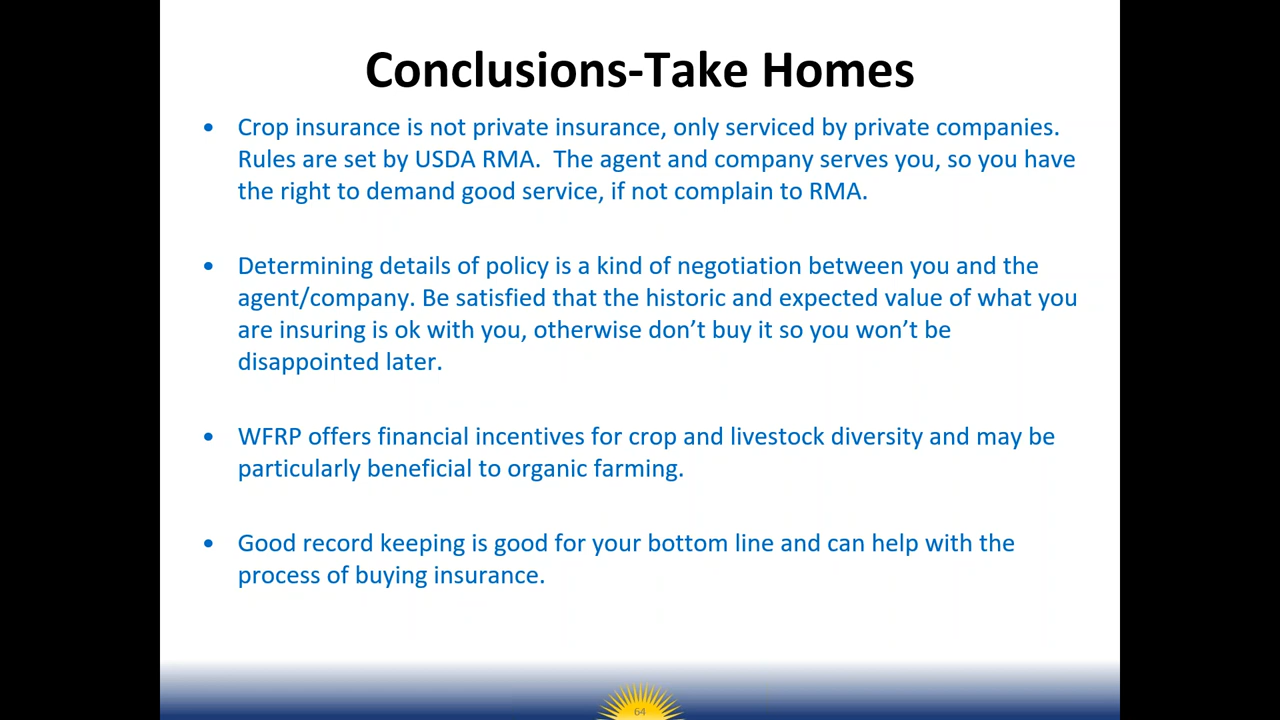 Conclusions-Take Homes
• Crop insurance is not private insurance, only serviced by private companies.
Rules are set by USDA RMA.  The agent and company serves you, so you have
the right to demand good service, if not complain to RMA.
• Determining details of policy is a kind of negotiation between you and the
agent/company. Be satisfied that the historic and expected value of what you
are insuring is ok with you, otherwise don’t buy it so you won’t be
disappointed later.
• WFRP offers financial incentives for crop and livestock diversity and may be
particularly beneficial to organic farming.
• Good record keeping is good for your bottom line and can help with the
process of buying insurance.
64